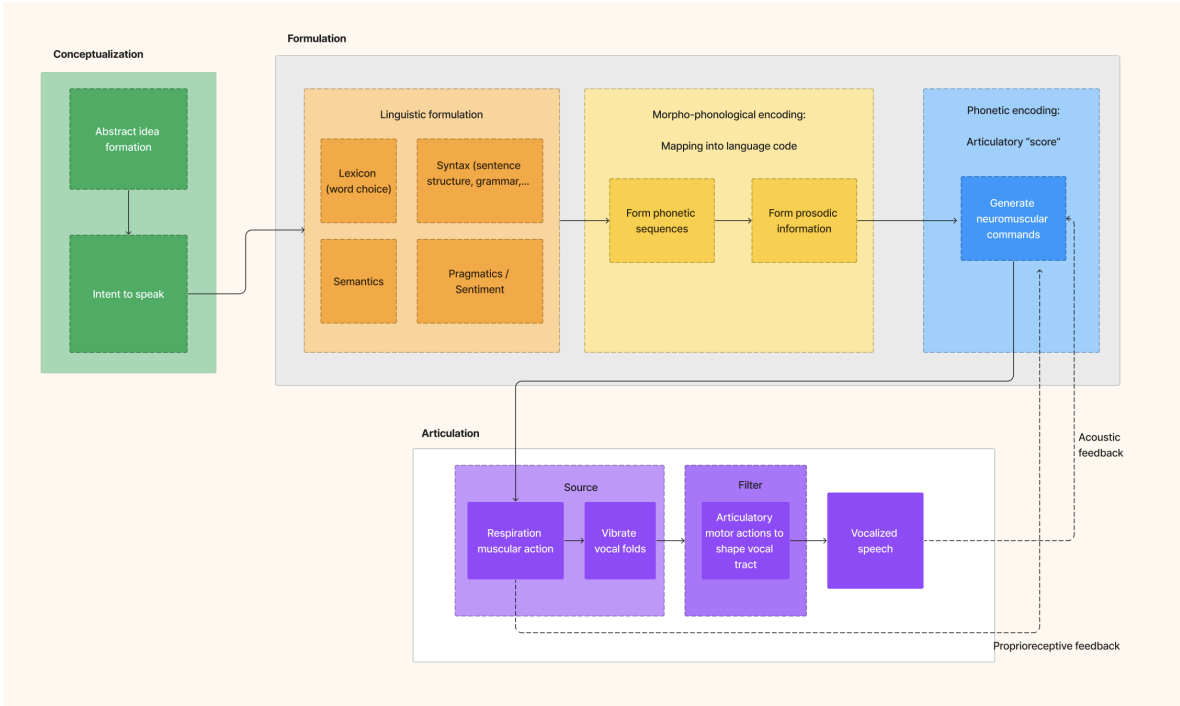 Conceptualization
Abstract idea
formation
Intent to speak
Formulation
Linguistic formulation
Lexicon
(word choice)
Syntax (sentence
structure, grammar,...
Semantics
Pragmatics /
Sentiment
Morpho-phonological encoding:
Mapping into language code
Form phonetic
sequences
Form prosodic
information
Phonetic encoding:
Articulatory “score”
Generate
neuromuscular
commands
Articulation
Source
Respiration
muscular action
Vibrate
vocal folds
Filter
Articulatory
motor actions to
shape vocal
tract
Vocalized
speech
Acoustic
feedback
Proprioreceptive feedback